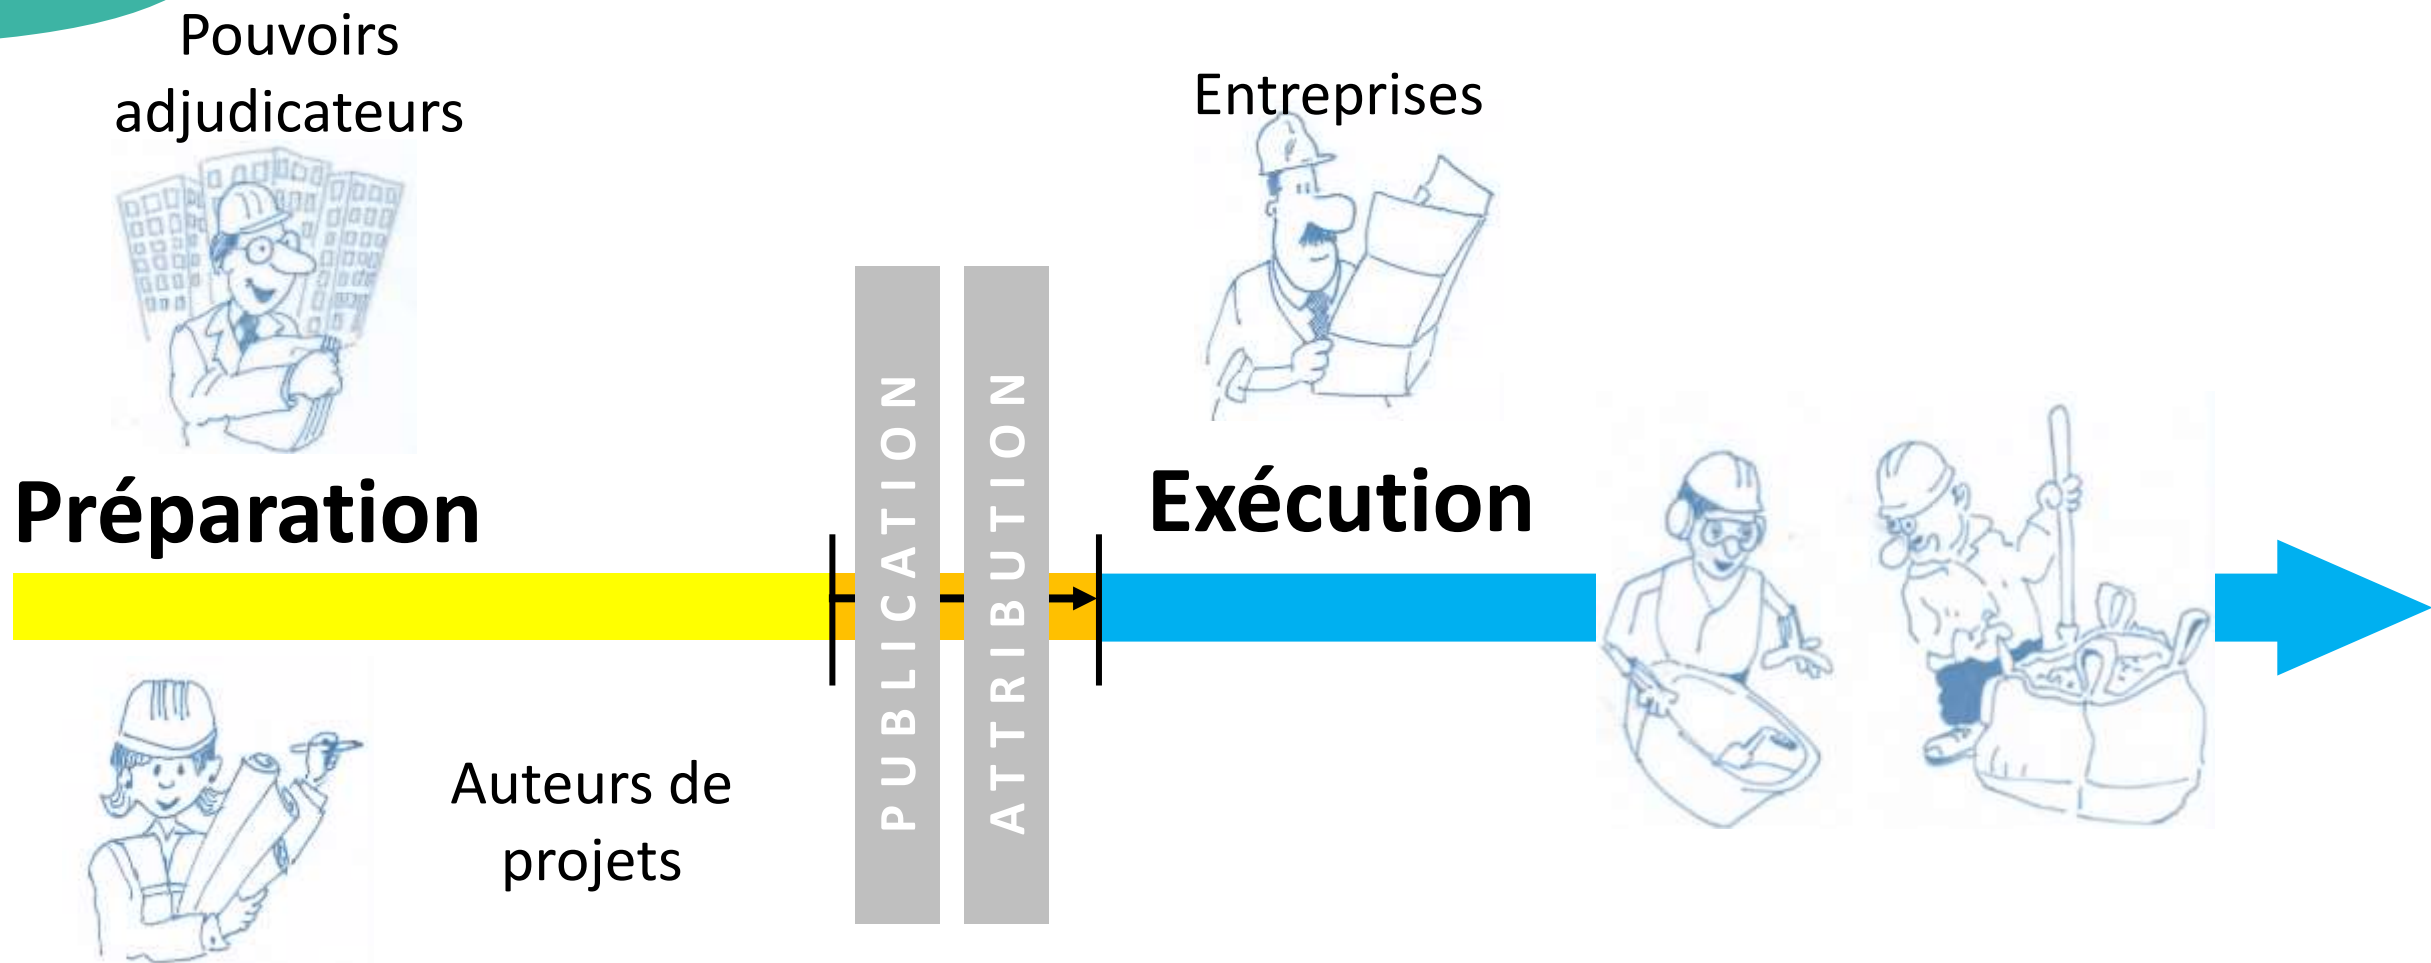 Pouvoirs
adjudicateurs
Entreprises
Préparation
Exécution
PUBLICATION
ATTRIBUTION
Auteurs de
projets